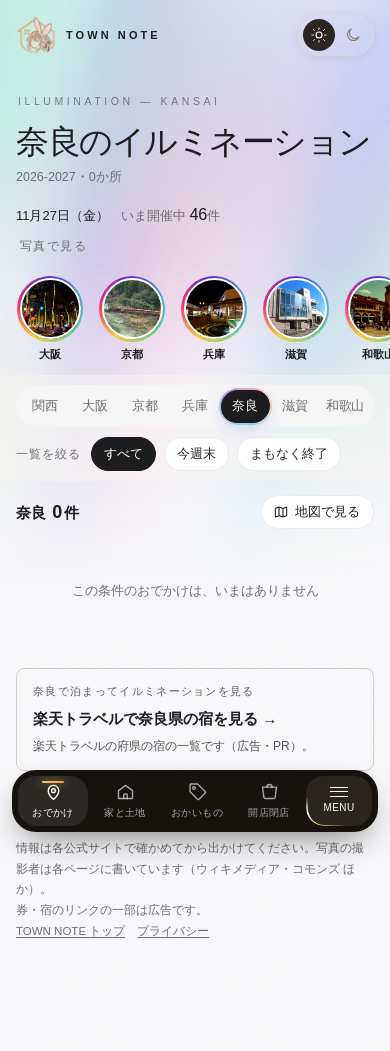 TOWN NOTE
ILLUMINATION — KANSAI
奈良のイルミネーション
2026-2027・0か所
11月27日（金） いま開催中 46件
写真で見る
大阪 京都 兵庫 滋賀 和歌山
関西 大阪 京都 兵庫 奈良 滋賀 和歌山
一覧を絞る すべて 今週末 まもなく終了
奈良 0件 地図で見る
この条件のおでかけは、いまはありません
奈良で泊まってイルミネーションを見る
楽天トラベルで奈良県の宿を見る →
楽天トラベルの府県の宿の一覧です（広告・PR）。
おでかけ 家と土地 おかいもの 開店閉店 MENU
情報は各公式サイトで確かめてから出かけてください。写真の撮
影者は各ページに書いています（ウィキメディア・コモンズ ほ
か）。
券・宿のリンクの一部は広告です。
TOWN NOTE トップ プライバシー